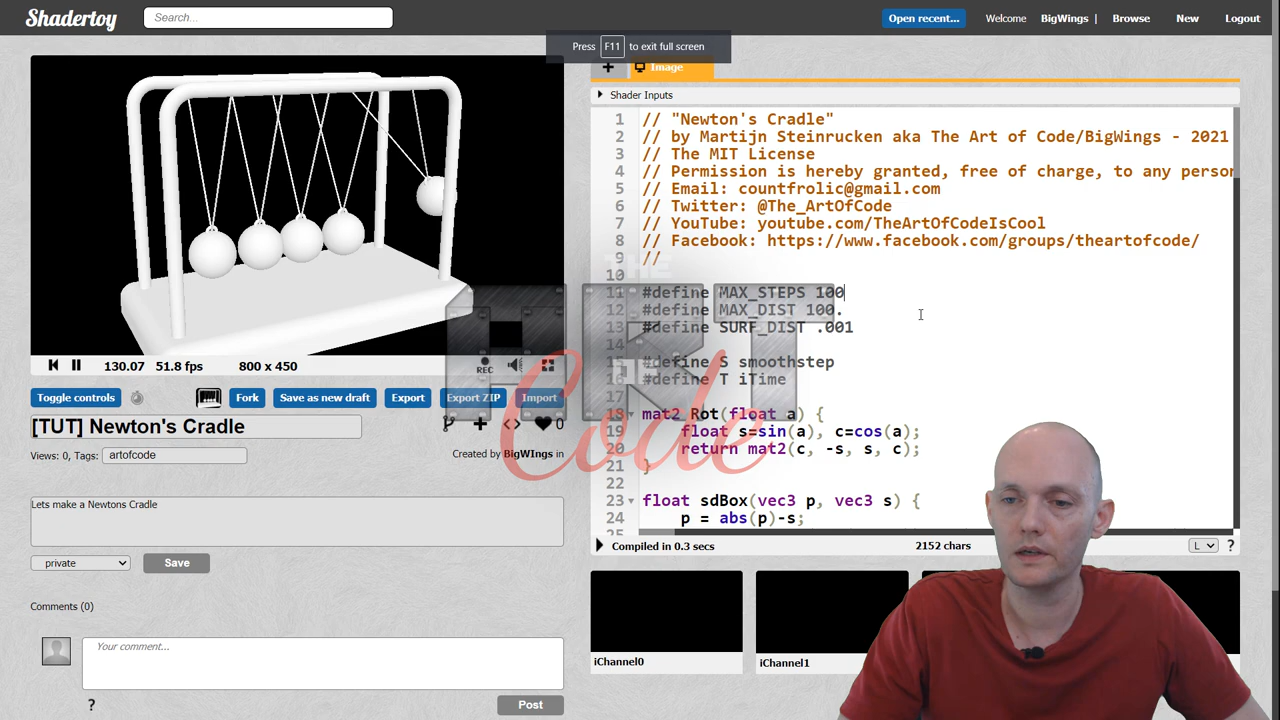 Shadertoy
Search...
Open recent...
Welcome
BigWings |
Browse
New
Logout
Press F11 to exit full screen
+ Image
Shader Inputs
1 // "Newton's Cradle"
2 // by Martijn Steinrucken aka The Art of Code/BigWings - 2021
3 // The MIT License
4 // Permission is hereby granted, free of charge, to any person
5 // Email: countfrolic@gmail.com
6 // Twitter: @The_ArtOfCode
7 // YouTube: youtube.com/TheArtOfCodeIsCool
8 // Facebook: https://www.facebook.com/groups/theartofcode/
9 //
10
11 #define MAX_STEPS 100
12 #define MAX_DIST 100.
13 #define SURF_DIST .001
14
15 #define S smoothstep
16 #define T iTime
17
18 mat2 Rot(float a) {
19 float s=sin(a), c=cos(a);
20 return mat2(c, -s, s, c);
21 }
22
23 float sdBox(vec3 p, vec3 s) {
24 p = abs(p)-s;
THE
ART
OF
Code
130.07 51.8 fps 800 x 450
REC
Toggle controls
Fork
Save as new draft
Export
Export ZIP
Import
[TUT] Newton's Cradle
0
Views: 0, Tags: artofcode
Created by BigWIngs in
Lets make a Newtons Cradle
private
Save
Comments (0)
Your comment...
?
Post
Compiled in 0.3 secs
2152 chars
L
?
iChannel0
iChannel1